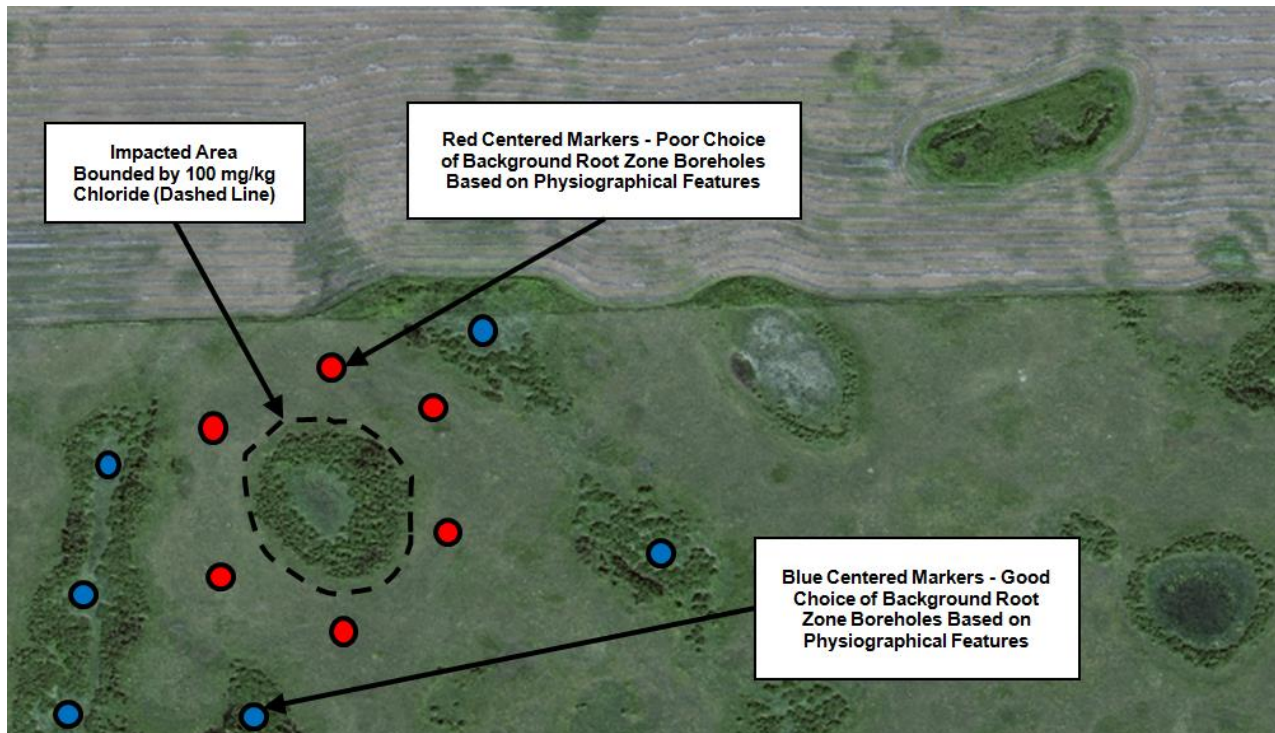 Impacted Area
Bounded by 100 mg/kg
Chloride (Dashed Line)
Red Centered Markers - Poor Choice
of Background Root Zone Boreholes
Based on Physiographical Features
Blue Centered Markers - Good
Choice of Background Root
Zone Boreholes Based on
Physiographical Features